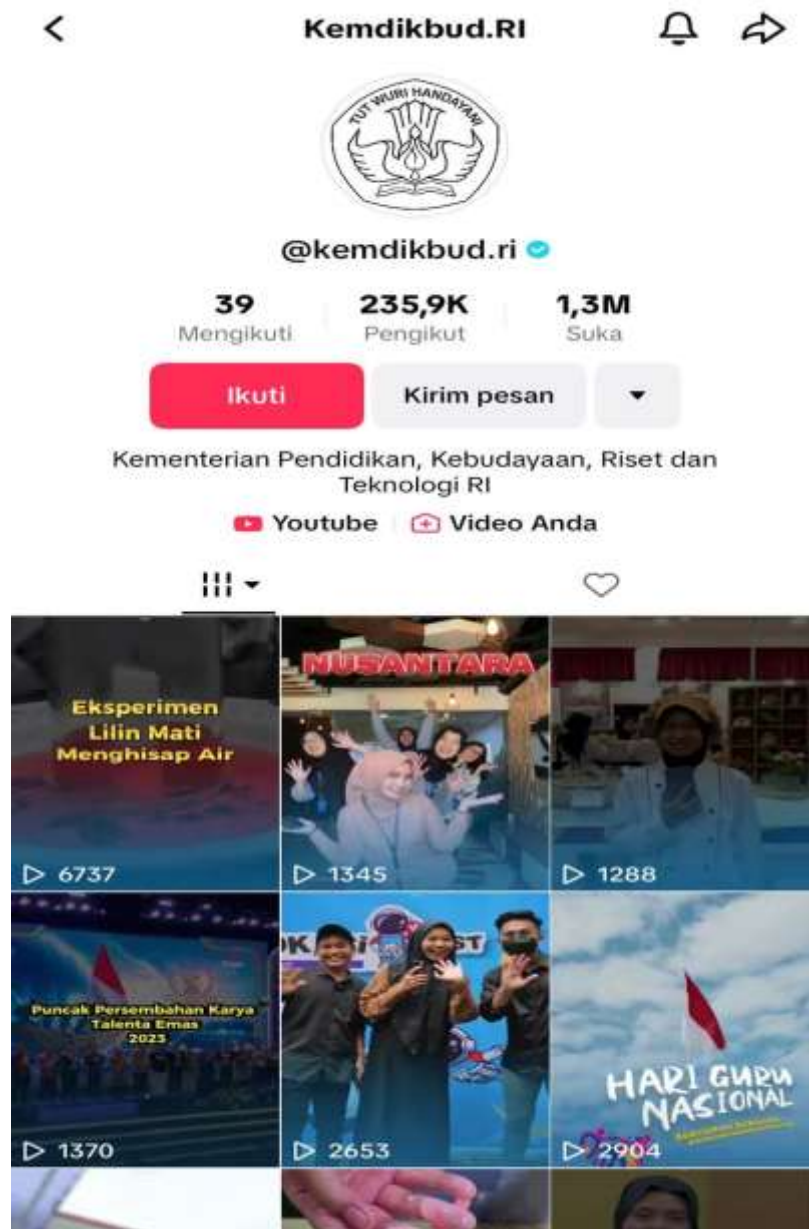 Kemdikbud.RI
TUT WURI HANDAYANI
@kemdikbud.ri
39 235,9K 1,3M
Mengikuti Pengikut Suka
Ikuti Kirim pesan
Kementerian Pendidikan, Kebudayaan, Riset dan
Teknologi RI
Youtube Video Anda
Eksperimen
Lilin Mati
Menghisap Air
6737
NUSANTARA
1345
1288
Puncak Persembahan Karya
Talenta Emas
2023
1370
2653
HARI GURU
NASIONAL
2904